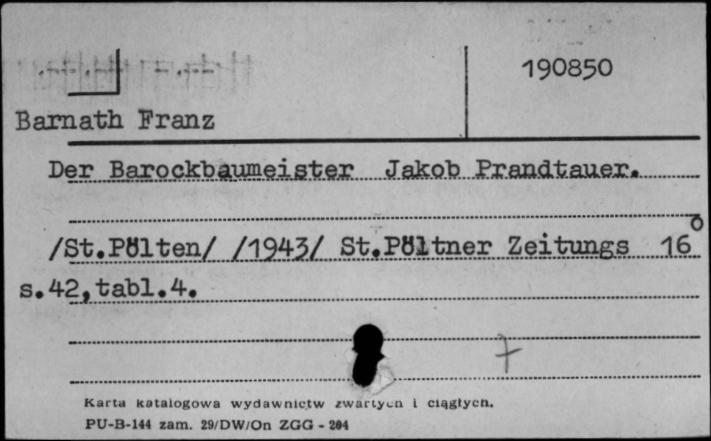 190850
Barnath Franz
Der Barockbaumeister Jakob Prandtauer.
/St.Pölten/ /1943/ St.Pöltner Zeitungs 16°
s.42,tabl.4.
7
Karta katalogowa wydawnictw zwartych i ciągłych.
PU-B-144 zam. 29/DW/On ZGG - 204